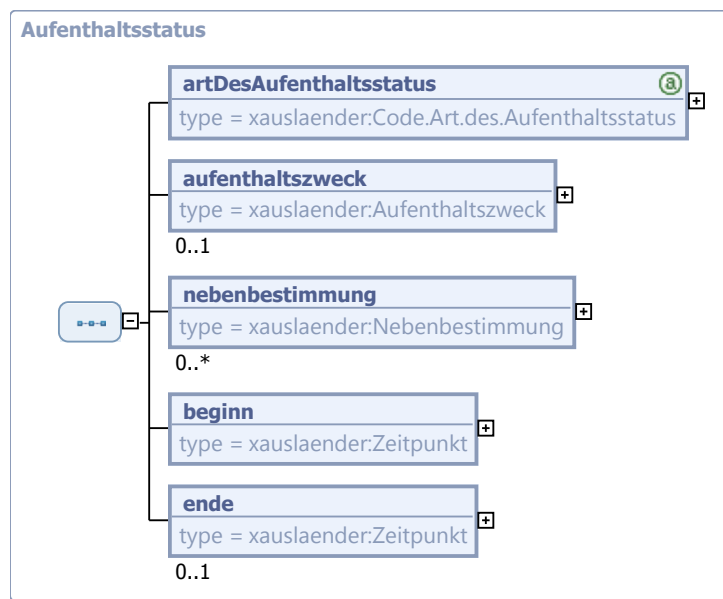 Aufenthaltsstatus
artDesAufenthaltsstatus
type = xauslaender:Code.Art.des.Aufenthaltsstatus
aufenthaltszweck
type = xauslaender:Aufenthaltszweck
0..1
nebenbestimmung
type = xauslaender:Nebenbestimmung
0..*
beginn
type = xauslaender:Zeitpunkt
ende
type = xauslaender:Zeitpunkt
0..1